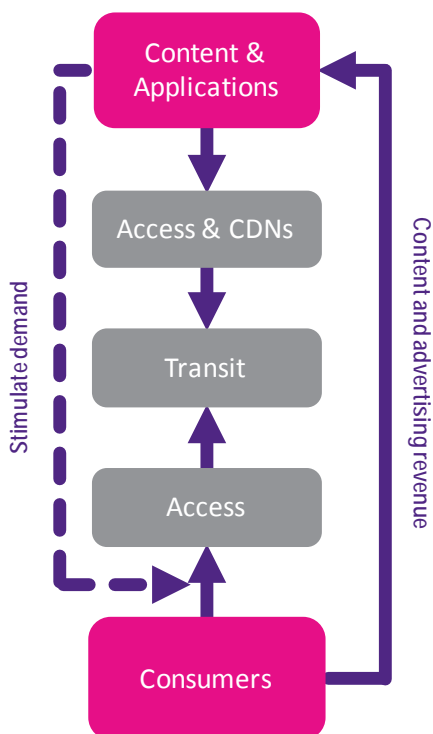 Content &
Applications
Access & CDNs
Transit
Access
Consumers
Stimulate demand
Content and advertising revenue